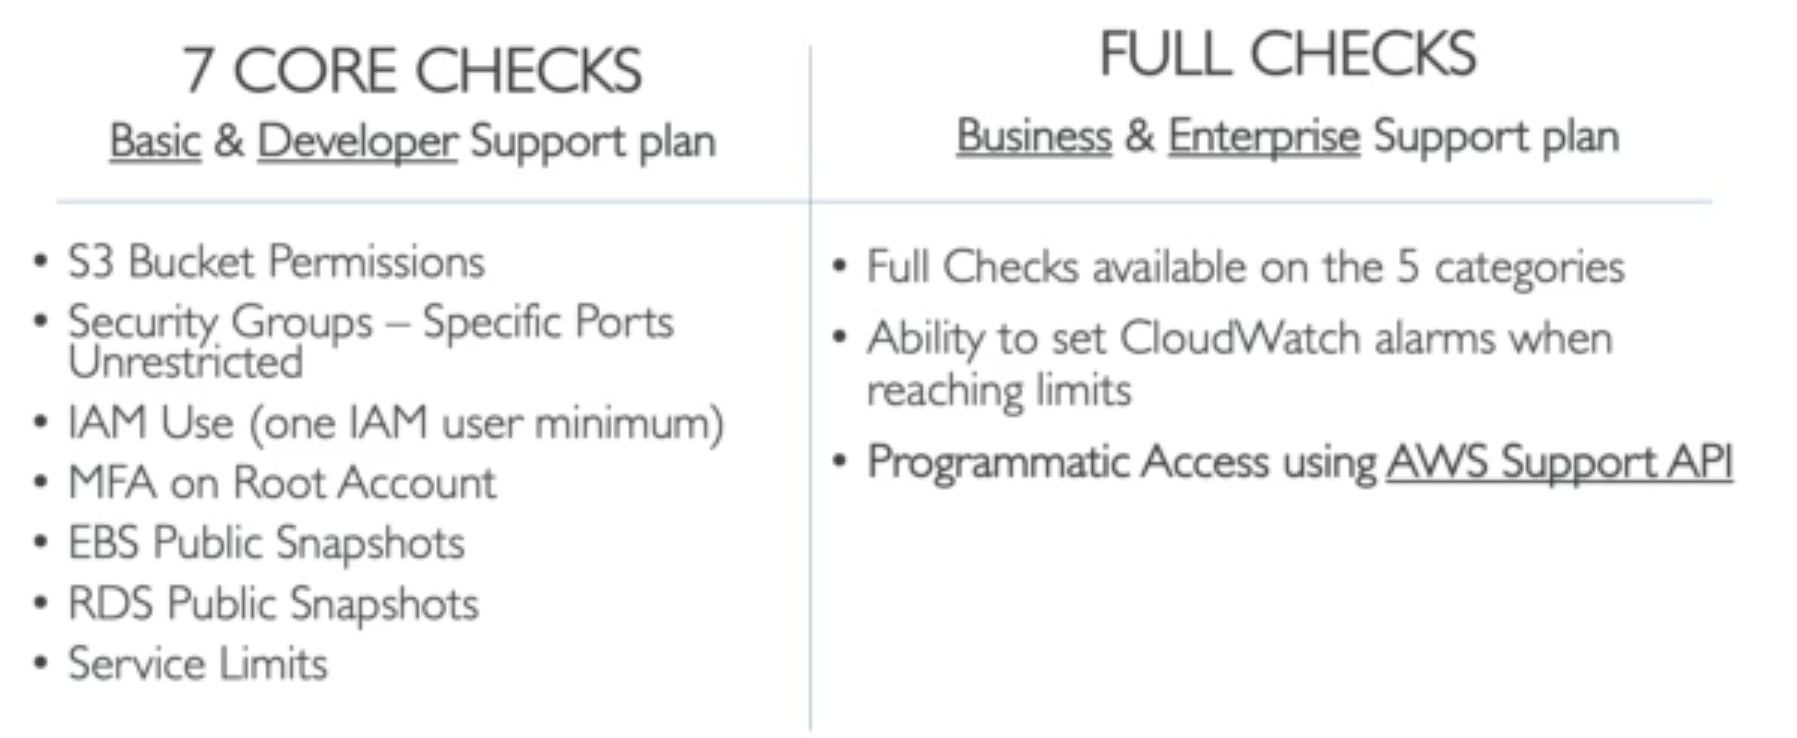 7 CORE CHECKS
Basic & Developer Support plan
• S3 Bucket Permissions
• Security Groups – Specific Ports
Unrestricted
• IAM Use (one IAM user minimum)
• MFA on Root Account
• EBS Public Snapshots
• RDS Public Snapshots
• Service Limits
FULL CHECKS
Business & Enterprise Support plan
• Full Checks available on the 5 categories
• Ability to set CloudWatch alarms when
reaching limits
• Programmatic Access using AWS Support API